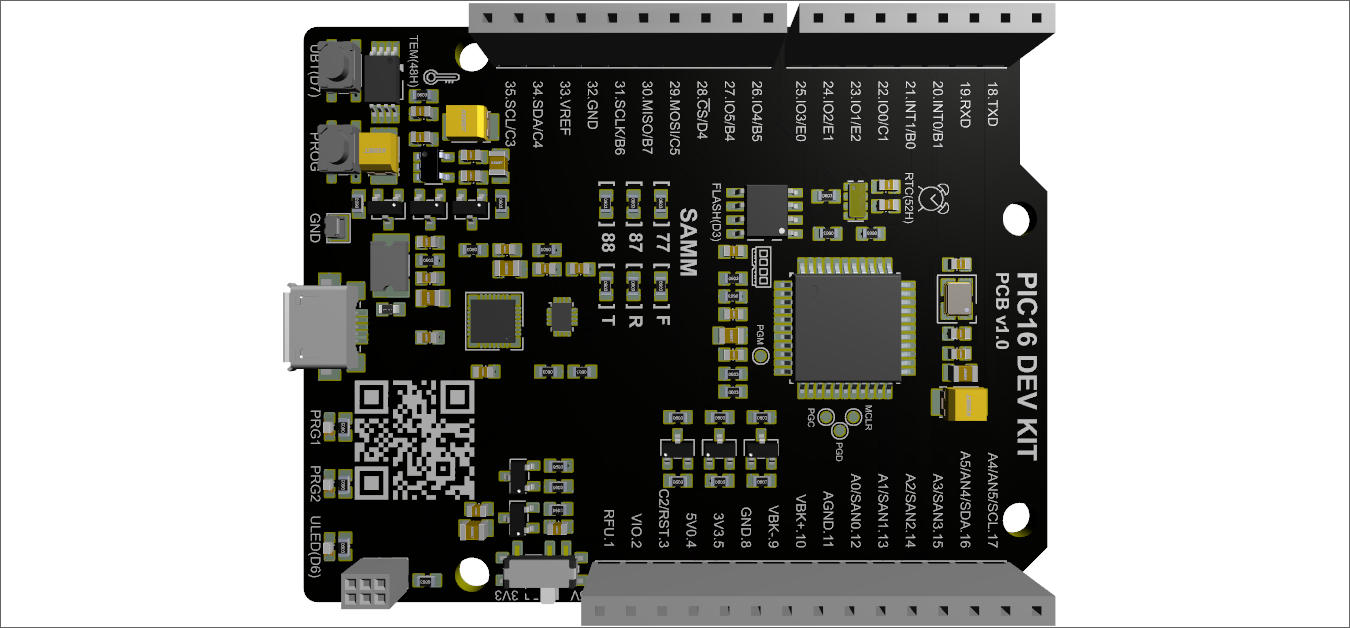 UBT(D7)
TEM(48H)
PROG
GND
35.SCL/C3
34.SDA/C4
33.VREF
32.GND
31.SCLK/B6
30.MISO/B7
29.MOSI/C5
28.CS/D4
27.IO5/B4
26.IO4/B5
25.IO3/E0
24.IO2/E1
23.IO1/E2
22.IO0/C1
21.INT1/B0
20.INT0/B1
19.RXD
18.TXD
FLASH(D3)
RTC(52H)
SAMM
[ ] 88 [ ] T
[ ] 87 [ ] R
[ ] 77 [ ] F
PIC16 DEV KIT
PCB v1.0
PGM
PGC
PGD
MCLR
PRG1
PRG2
ULED(D6)
3V3
RFU.1
VIO.2
C2/RST.3
5V0.4
3V3.5
GND.8
VBK-.9
VBK+.10
AGND.11
A0/SAN0.12
A1/SAN1.13
A2/SAN2.14
A3/SAN3.15
A5/AN4/SDA.16
A4/AN5/SCL.17